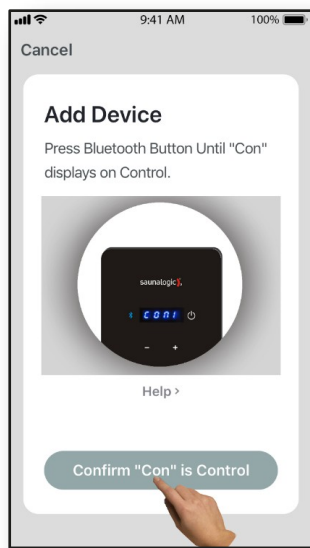 9:41 AM 100%
Cancel
Add Device
Press Bluetooth Button Until "Con"
displays on Control.
saunalogic
CON1
− +
Help >
Confirm "Con" is Control